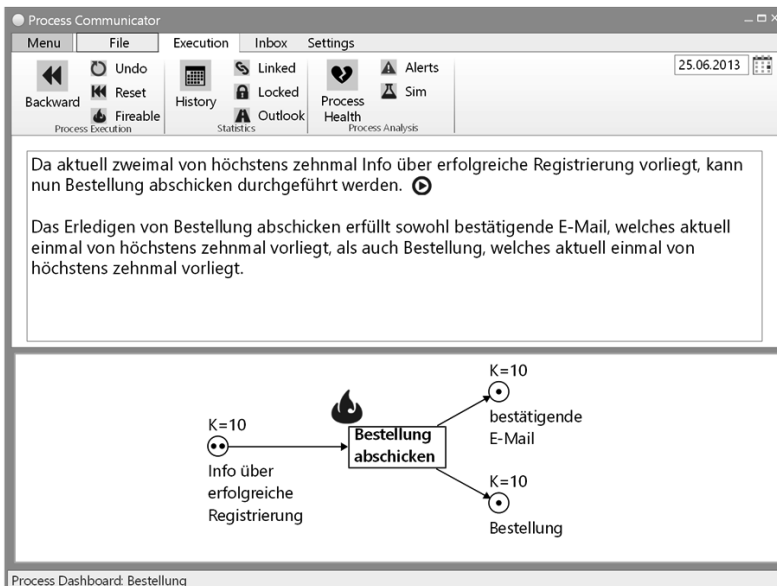 Process Communicator
Menu File Execution Inbox Settings
25.06.2013
Backward
Undo
Reset
Fireable
Process Execution
History
Linked
Locked
Outlook
Statistics
Process
Health
Alerts
Sim
Process Analysis
Da aktuell zweimal von höchstens zehnmal Info über erfolgreiche Registrierung vorliegt, kann
nun Bestellung abschicken durchgeführt werden.
Das Erledigen von Bestellung abschicken erfüllt sowohl bestätigende E-Mail, welches aktuell
einmal von höchstens zehnmal vorliegt, als auch Bestellung, welches aktuell einmal von
höchstens zehnmal vorliegt.
K=10
Info über
erfolgreiche
Registrierung
Bestellung
abschicken
K=10
bestätigende
E-Mail
K=10
Bestellung
Process Dashboard: Bestellung